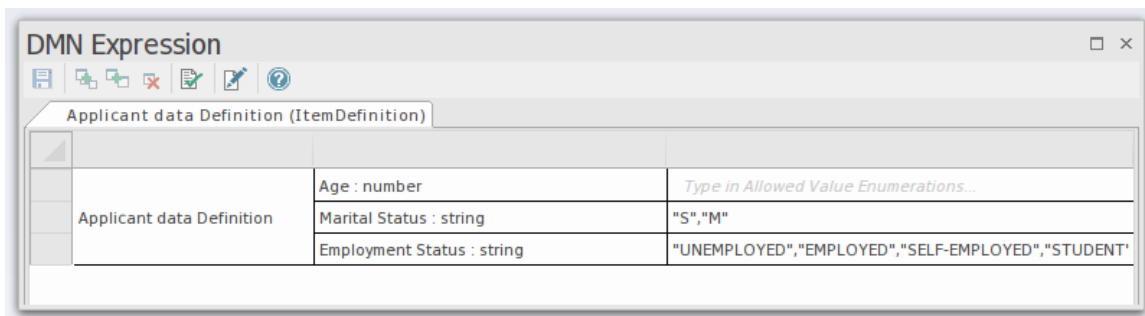 DMN Expression
Applicant data Definition (ItemDefinition)
Age : number
Type in Allowed Value Enumerations...
Applicant data Definition
Marital Status : string
"S","M"
Employment Status : string
"UNEMPLOYED","EMPLOYED","SELF-EMPLOYED","STUDENT"